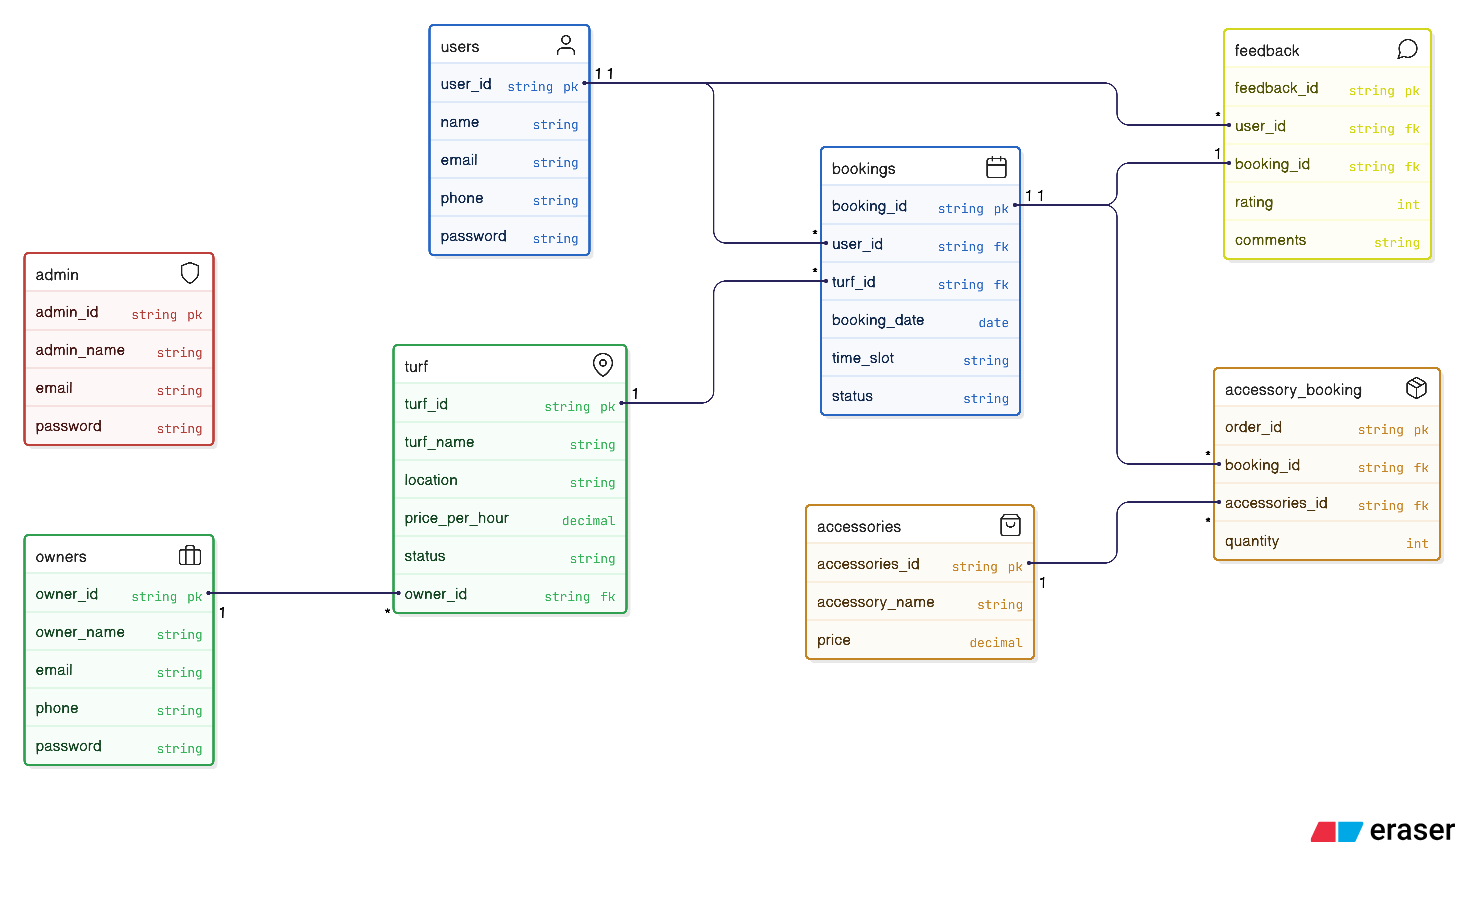 users
user_id string pk
name string
email string
phone string
password string
1 1
*
feedback
feedback_id string pk
user_id string fk
booking_id string fk
rating int
comments string
*
1
bookings
booking_id string pk
user_id string fk
turf_id string fk
booking_date date
time_slot string
status string
1 1
*
admin
admin_id string pk
admin_name string
email string
password string
turf
turf_id string pk
turf_name string
location string
price_per_hour decimal
status string
owner_id string fk
1
*
accessory_booking
order_id string pk
booking_id string fk
accessories_id string fk
quantity int
*
*
accessories
accessories_id string pk
accessory_name string
price decimal
1
owners
owner_id string pk
owner_name string
email string
phone string
password string
1
eraser